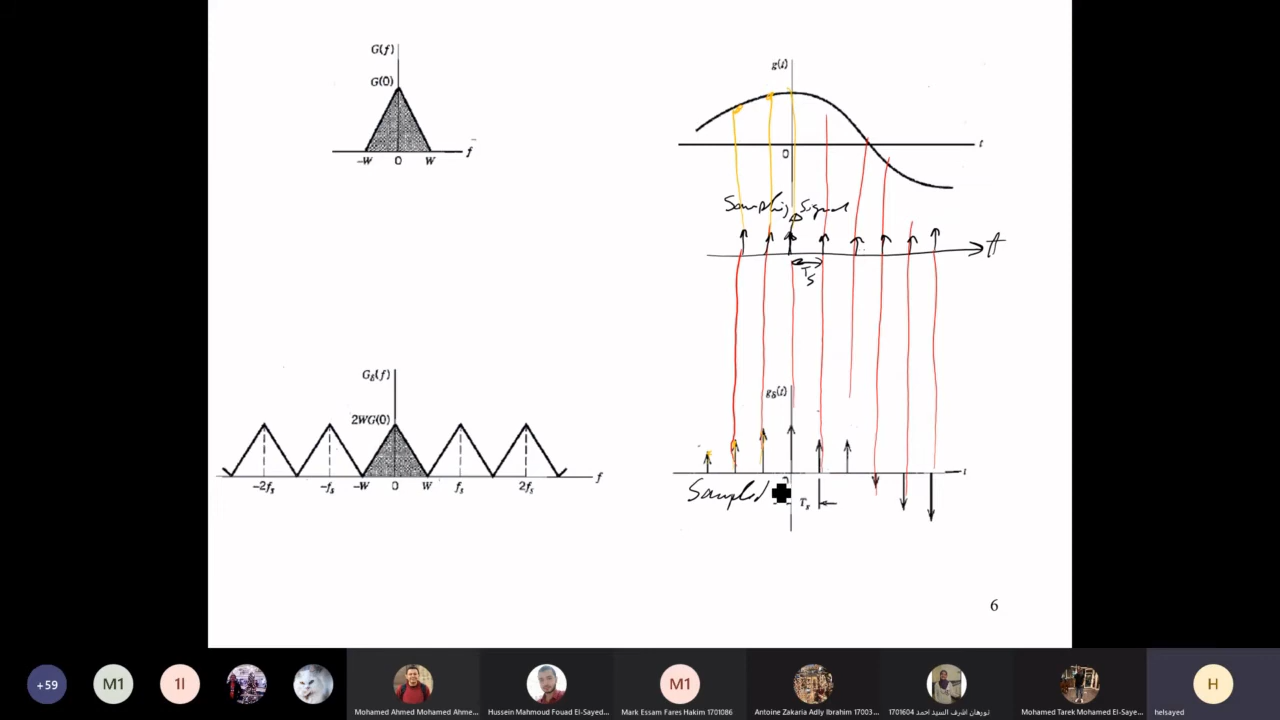 G(f)
G(0)
-W 0 W f
g(t)
0 t
Sampling Signal
Ts
t
Gδ(f)
2WG(0)
-2fs -fs -W 0 W fs 2fs f
gδ(t)
t
Sampled
Ts
6
+59
M1
1I
M1
H
Mohamed Ahmed Mohamed Ahme...
Hussein Mahmoud Fouad El-Sayed...
Mark Essam Fares Hakim 1701086
Antoine Zakaria Adly Ibrahim 17003...
نورهان اشرف السيد احمد 1701604
Mohamed Tarek Mohamed El-Saye...
helsayed